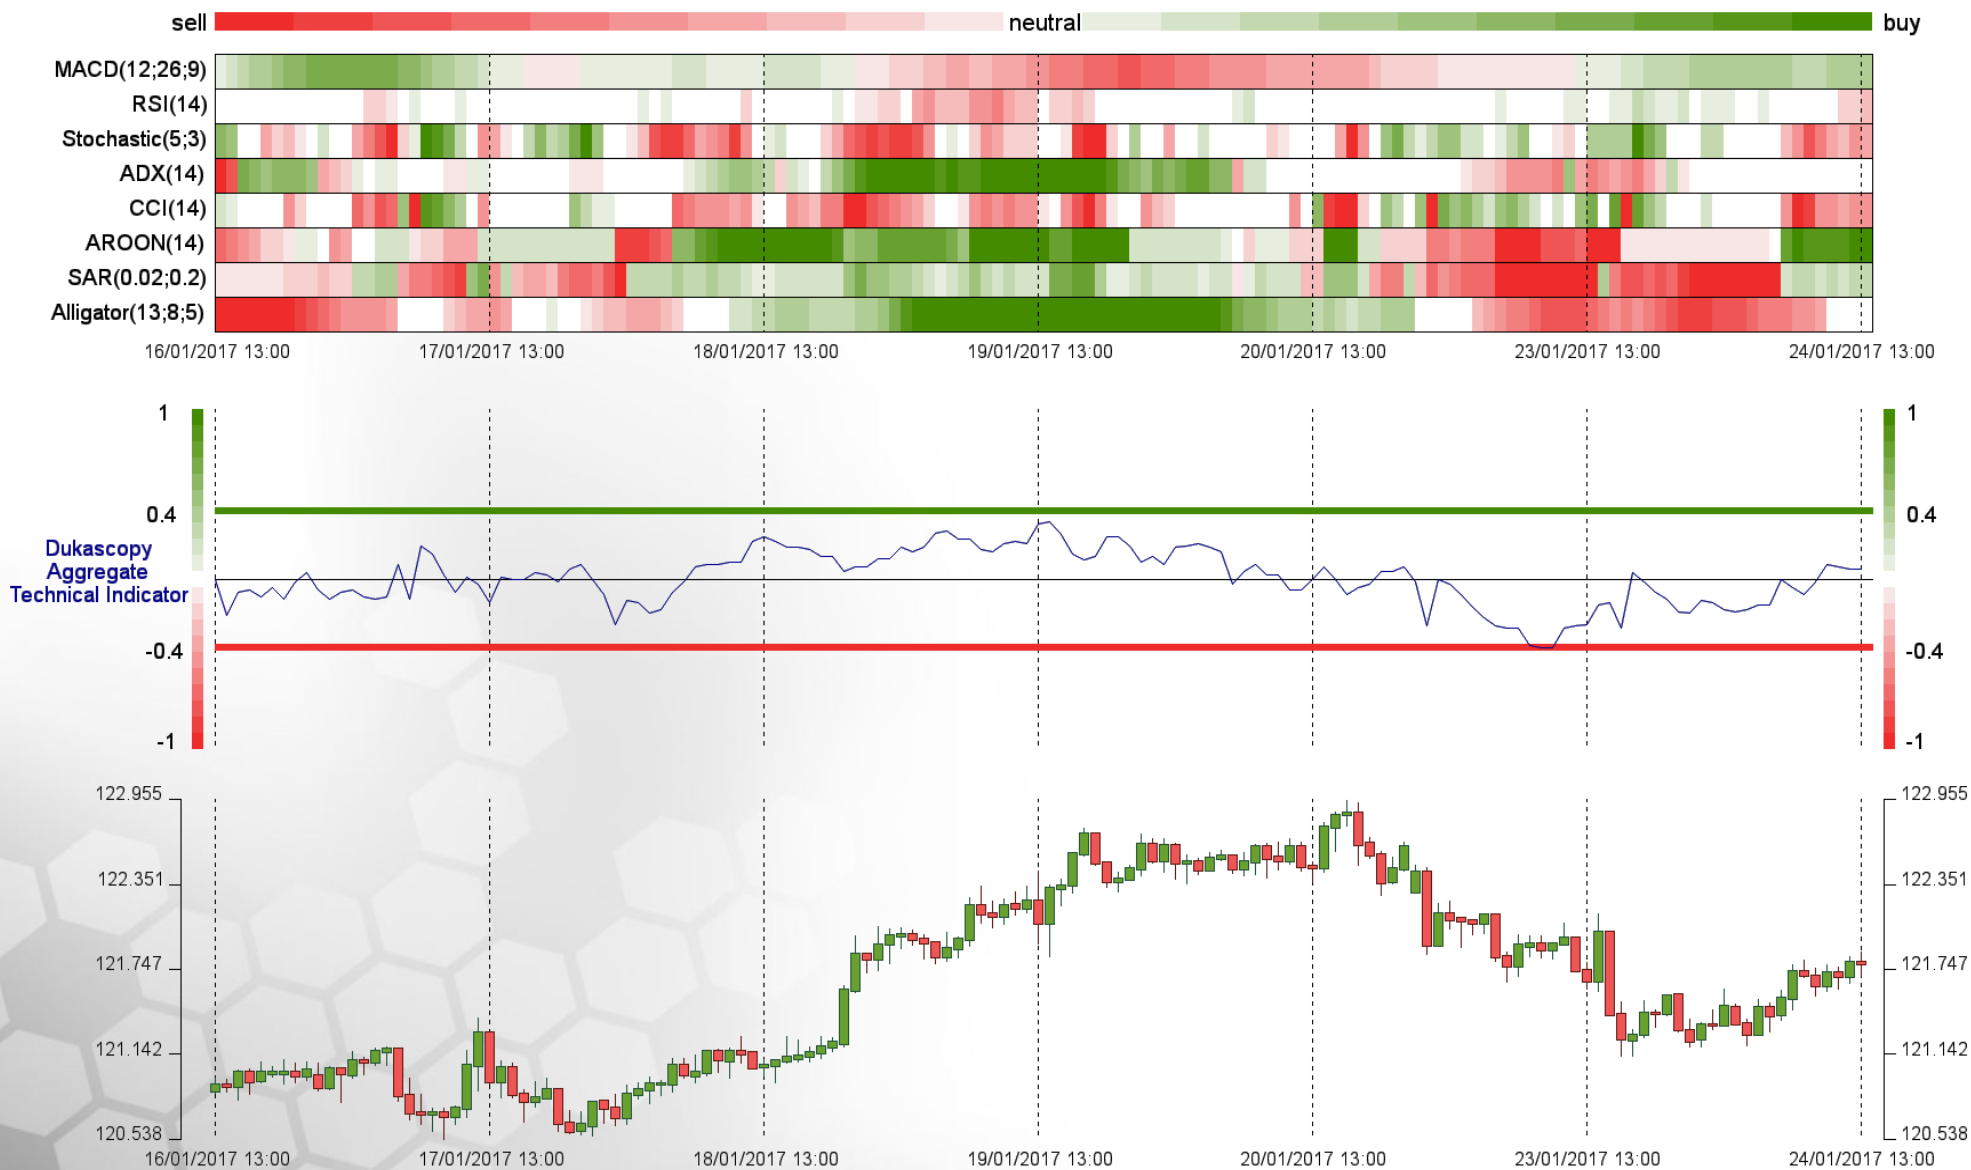 sell neutral buy
MACD(12;26;9)
RSI(14)
Stochastic(5;3)
ADX(14)
CCI(14)
AROON(14)
SAR(0.02;0.2)
Alligator(13;8;5)
16/01/2017 13:00 17/01/2017 13:00 18/01/2017 13:00 19/01/2017 13:00 20/01/2017 13:00 23/01/2017 13:00 24/01/2017 13:00
1 1
0.4 0.4
Dukascopy
Aggregate
Technical Indicator
-0.4 -0.4
-1 -1
122.955 122.955
122.351 122.351
121.747 121.747
121.142 121.142
120.538 120.538
16/01/2017 13:00 17/01/2017 13:00 18/01/2017 13:00 19/01/2017 13:00 20/01/2017 13:00 23/01/2017 13:00 24/01/2017 13:00